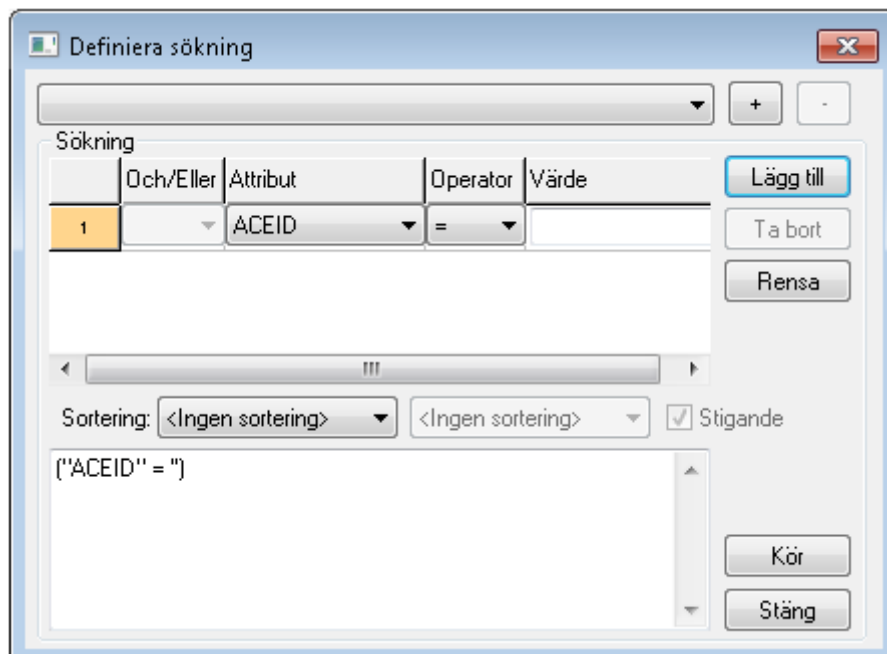 Definiera sökning
+ -
Sökning
Och/Eller Attribut Operator Värde
Lägg till
1 ACEID =
Ta bort
Rensa
Sortering: <Ingen sortering> <Ingen sortering> Stigande
("ACEID" = '')
Kör
Stäng